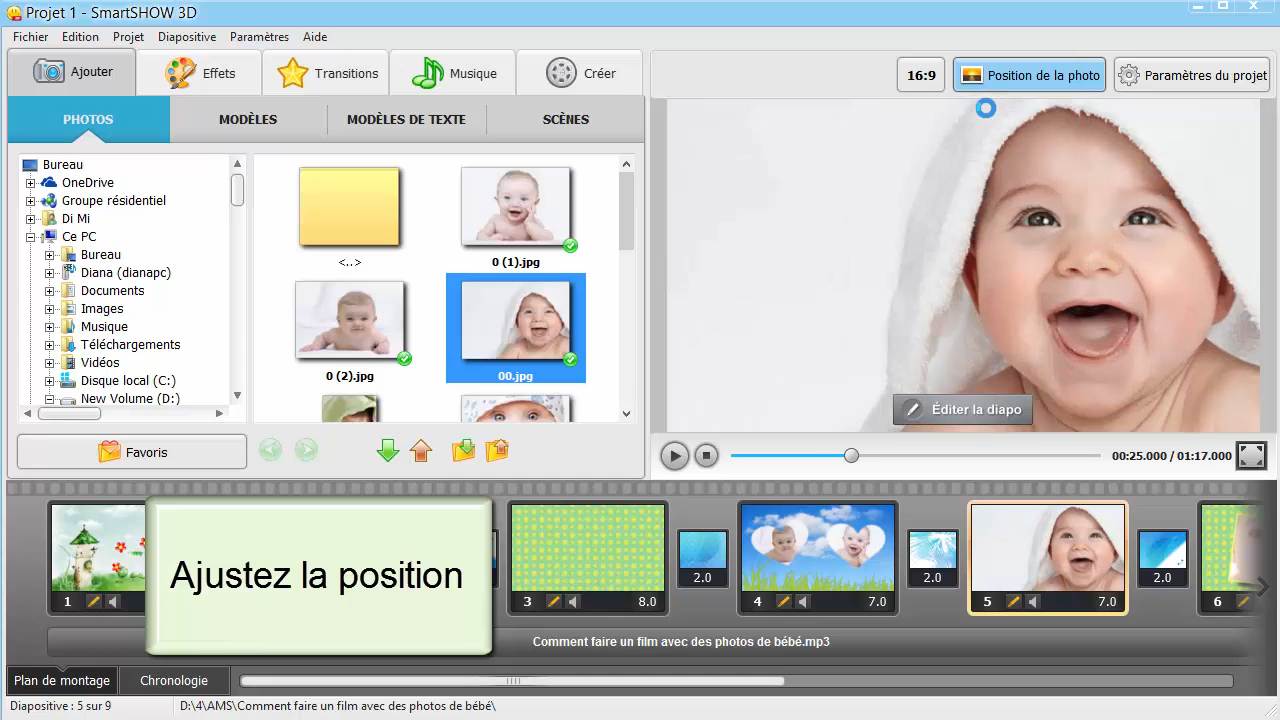 Projet 1 - SmartSHOW 3D
Fichier Edition Projet Diapositive Paramètres Aide
Ajouter Effets Transitions Musique Créer
16:9 Position de la photo Paramètres du projet
PHOTOS MODÈLES MODÈLES DE TEXTE SCÈNES
Bureau
OneDrive
Groupe résidentiel
Di Mi
Ce PC
Bureau
Diana (dianapc)
Documents
Images
Musique
Téléchargements
Vidéos
Disque local (C:)
New Volume (D:)
<..>
0 (1).jpg
0 (2).jpg
00.jpg
Éditer la diapo
Favoris
00:25.000 / 01:17.000
Ajustez la position
1
3 8.0
2.0
4 7.0
2.0
5 7.0
2.0
6
Comment faire un film avec des photos de bébé.mp3
Plan de montage Chronologie
Diapositive : 5 sur 9 D:\4\AMS\Comment faire un film avec des photos de bébé\